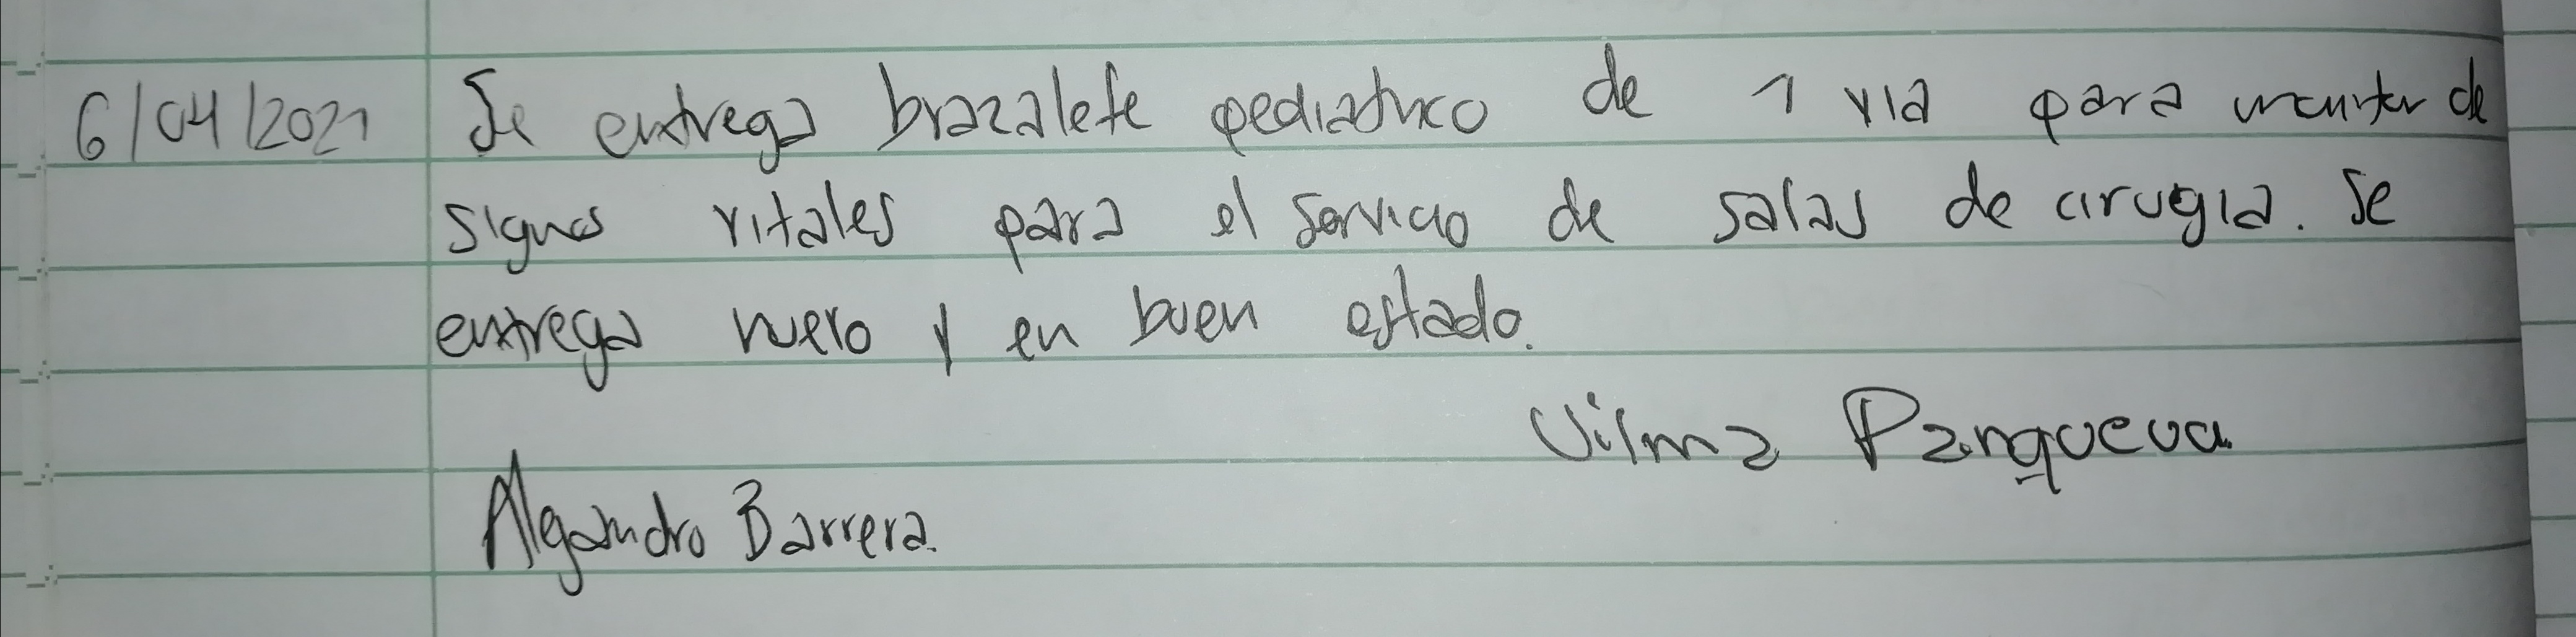 6/04/2021 Se entrega brazalete pediatrico de 1 via para monitor de
signos vitales para el servicio de salas de cirugia. Se
entrega nuevo y en buen estado.
Vilma Panqueva
Alejandro Barrera.